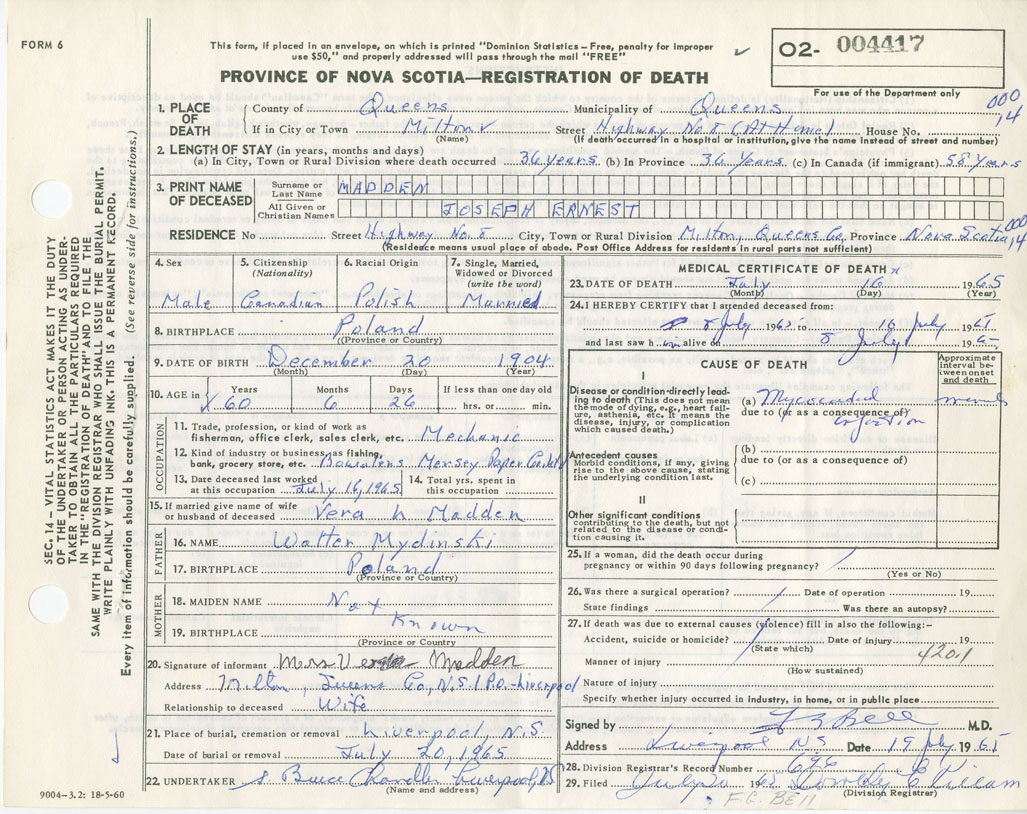 FORM 6
This form, if placed in an envelope, on which is printed "Dominion Statistics – Free, penalty for improper
use $50," and properly addressed will pass through the mail "FREE"
PROVINCE OF NOVA SCOTIA—REGISTRATION OF DEATH
02- 004417
For use of the Department only
SEC. 14 – VITAL STATISTICS ACT MAKES IT THE DUTY
OF THE UNDERTAKER OR PERSON ACTING AS UNDER-
TAKER TO OBTAIN ALL THE PARTICULARS REQUIRED
IN THE "REGISTRATION OF DEATH" AND FILE THE
SAME WITH THE DIVISION REGISTRAR WHO SHALL ISSUE THE BURIAL PERMIT.
WRITE PLAINLY WITH UNFADING INK. THIS IS A PERMANENT RECORD.
Every item of information should be carefully supplied. (See reverse side for instructions.)
1. PLACE OF DEATH County of Queens Municipality of Queens 000,14
If in City or Town Milton Street Highway No 8 (At Home) House No.
(Name) (If death occurred in a hospital or institution, give the name instead of street and number)
2. LENGTH OF STAY (in years, months and days)
(a) In City, Town or Rural Division where death occurred 36 years (b) In Province 36 Years (c) In Canada (if immigrant) 58 Years
3. PRINT NAME OF DECEASED Surname or Last Name MADDEN
All Given or Christian Names JOSEPH ERNEST
RESIDENCE No Street Highway No. 8 City, Town or Rural Division Milton, Queens Co. Province Nova Scotia 000,14
(Residence means usual place of abode. Post Office Address for residents in rural parts not sufficient)
4. Sex 5. Citizenship (Nationality) 6. Racial Origin 7. Single, Married, Widowed or Divorced (write the word)
Male Canadian Polish Married
8. BIRTHPLACE Poland
(Province or Country)
9. DATE OF BIRTH December 20 1904
(Month) (Day) (Year)
10. AGE in Years Months Days If less than one day old
60 6 26 hrs. or min.
OCCUPATION
11. Trade, profession, or kind of work as
fisherman, office clerk, sales clerk, etc. Mechanic
12. Kind of industry or business, as fishing,
bank, grocery store, etc. Bowaters Mersey Paper Co Ltd
13. Date deceased last worked at this occupation July 16, 1965 14. Total yrs. spent in this occupation
15. If married give name of wife
or husband of deceased Vera h Madden
FATHER
16. NAME Walter Mydinski
17. BIRTHPLACE Poland
(Province or Country)
MOTHER
18. MAIDEN NAME Not
Known
19. BIRTHPLACE
(Province or Country)
20. Signature of informant Mrs Vera Madden
Address Milton, Queens Co, N.S. P.O.-Liverpool
Relationship to deceased Wife
21. Place of burial, cremation or removal Liverpool, N.S.
Date of burial or removal July 20, 1965
22. UNDERTAKER Bruce Chandler Liverpool, NS
(Name and address)
9004-3.2: 18-5-60
MEDICAL CERTIFICATE OF DEATH
23. DATE OF DEATH July 16 1965
(Month) (Day) (Year)
24. I HEREBY CERTIFY that I attended deceased from:
8 July 1965 to 16 July 1965
and last saw him alive on 8 July 1965
CAUSE OF DEATH
Approximate interval between onset and death
I
Disease or condition directly leading to death (This does not mean the mode of dying, e.g., heart failure, asthenia, etc. It means the disease, injury, or complication which caused death.)
(a) Myocardial
due to (or as a consequence of)
infarction
Antecedent causes
Morbid conditions, if any, giving rise to the above cause, stating the underlying condition last.
(b)
due to (or as a consequence of)
(c)
II
Other significant conditions
contributing to the death, but not related to the disease or condition causing it.
25. If a woman, did the death occur during
pregnancy or within 90 days following pregnancy?
(Yes or No)
26. Was there a surgical operation? Date of operation 19
State findings Was there an autopsy?
27. If death was due to external causes (violence) fill in also the following:–
Accident, suicide or homicide? Date of injury 19
(State which) 420.1
Manner of injury
(How sustained)
Nature of injury
Specify whether injury occurred in industry, in home, or in public place
Signed by F G Bell M.D.
Address Liverpool NS Date 19 July 1965
28. Division Registrar's Record Number 696
29. Filed July 19 Killam
(Division Registrar)
F.G. BELL